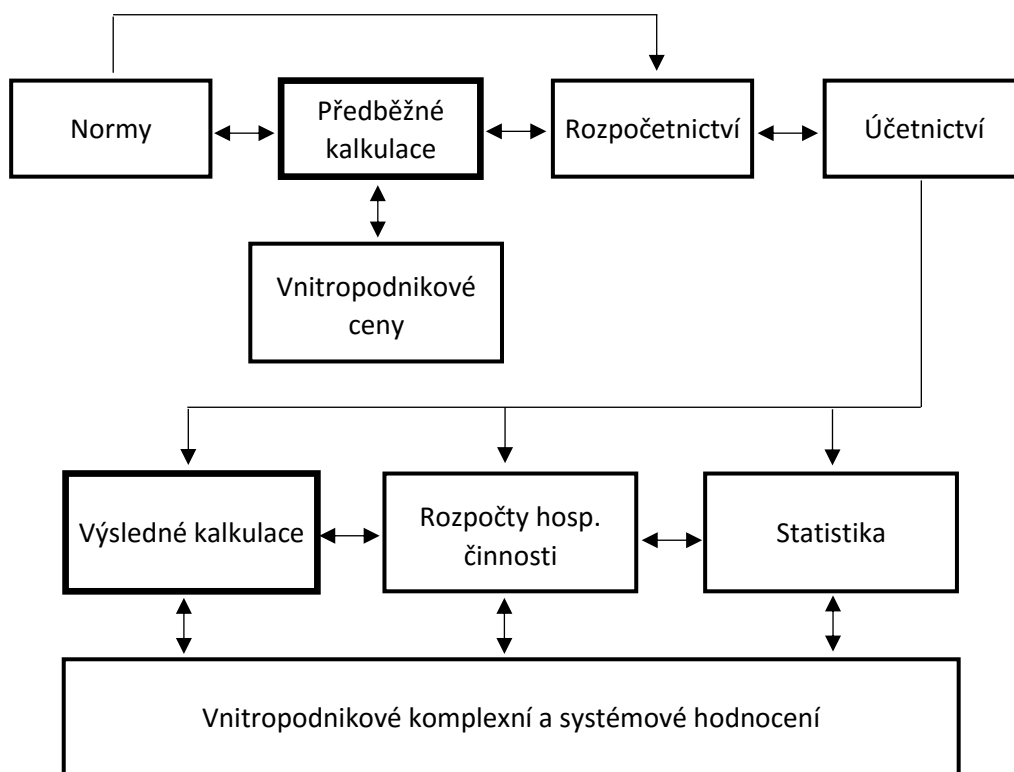 Normy
Předběžné
kalkulace
Rozpočetnictví
Účetnictví
Vnitropodnikové
ceny
Výsledné kalkulace
Rozpočty hosp.
činnosti
Statistika
Vnitropodnikové komplexní a systémové hodnocení